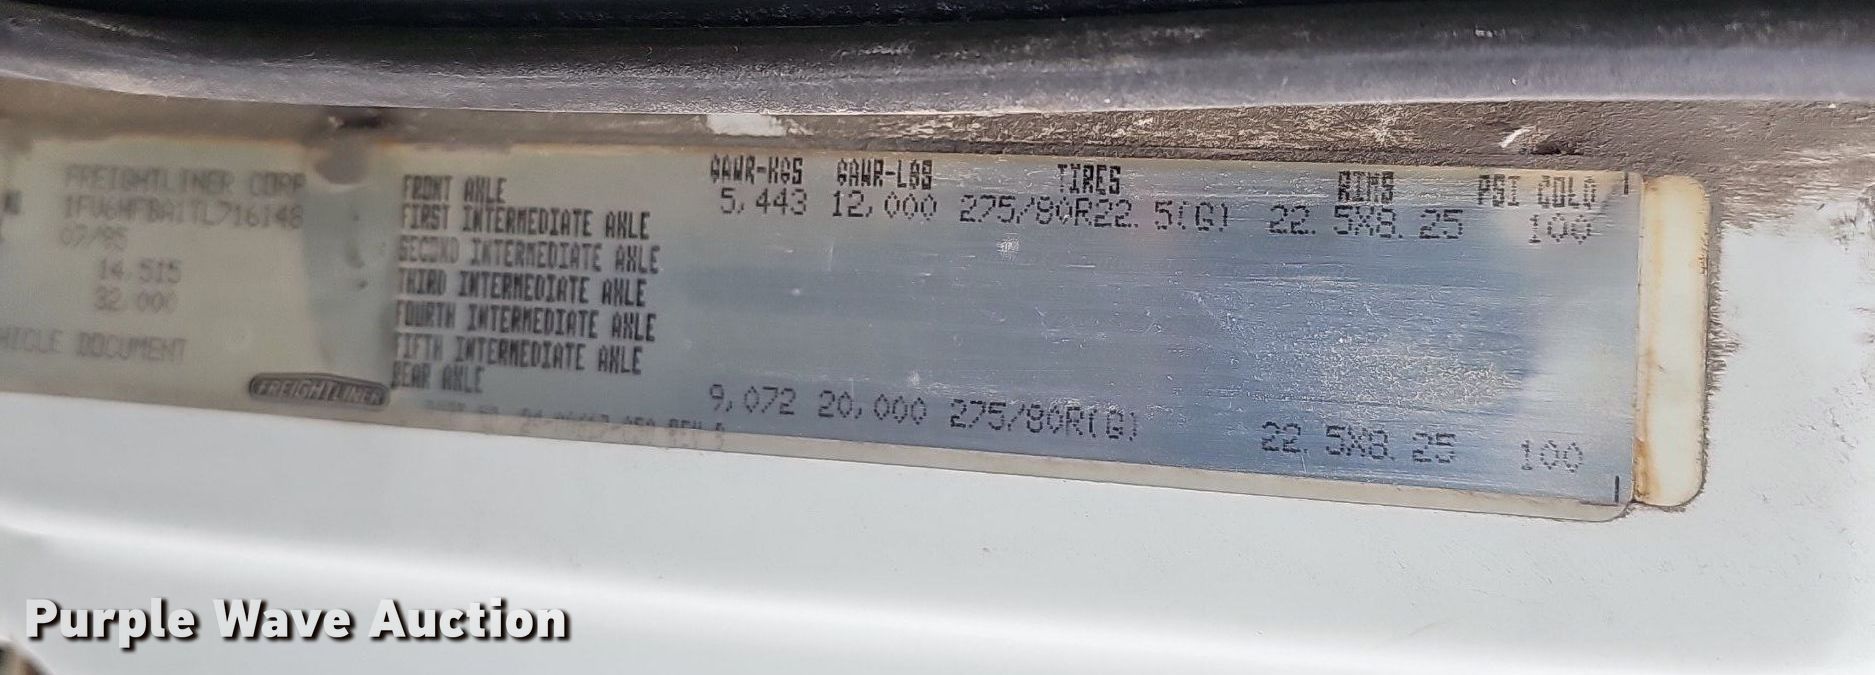 FREIGHTLINER CORP
07/95
14,515
32,000
VEHICLE DOCUMENT
FREIGHTLINER
GAWR-KGS GAWR-LBS TIRES RIMS PSI COLD
FRONT AXLE 5,443 12,000 275/80R22.5(G) 22.5X8.25 100
FIRST INTERMEDIATE AXLE
SECOND INTERMEDIATE AXLE
THIRD INTERMEDIATE AXLE
FOURTH INTERMEDIATE AXLE
FIFTH INTERMEDIATE AXLE
REAR AXLE 9,072 20,000 275/80R(G) 22.5X8.25 100
Purple Wave Auction